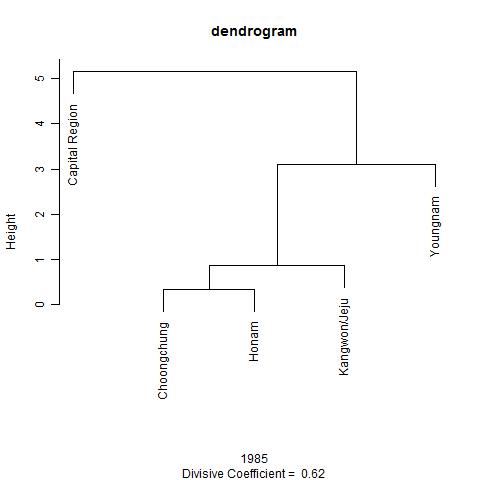 dendrogram
Height
5
4
3
2
1
0
Capital Region
Youngnam
Choongchung
Honam
Kangwon/Jeju
1985
Divisive Coefficient = 0.62